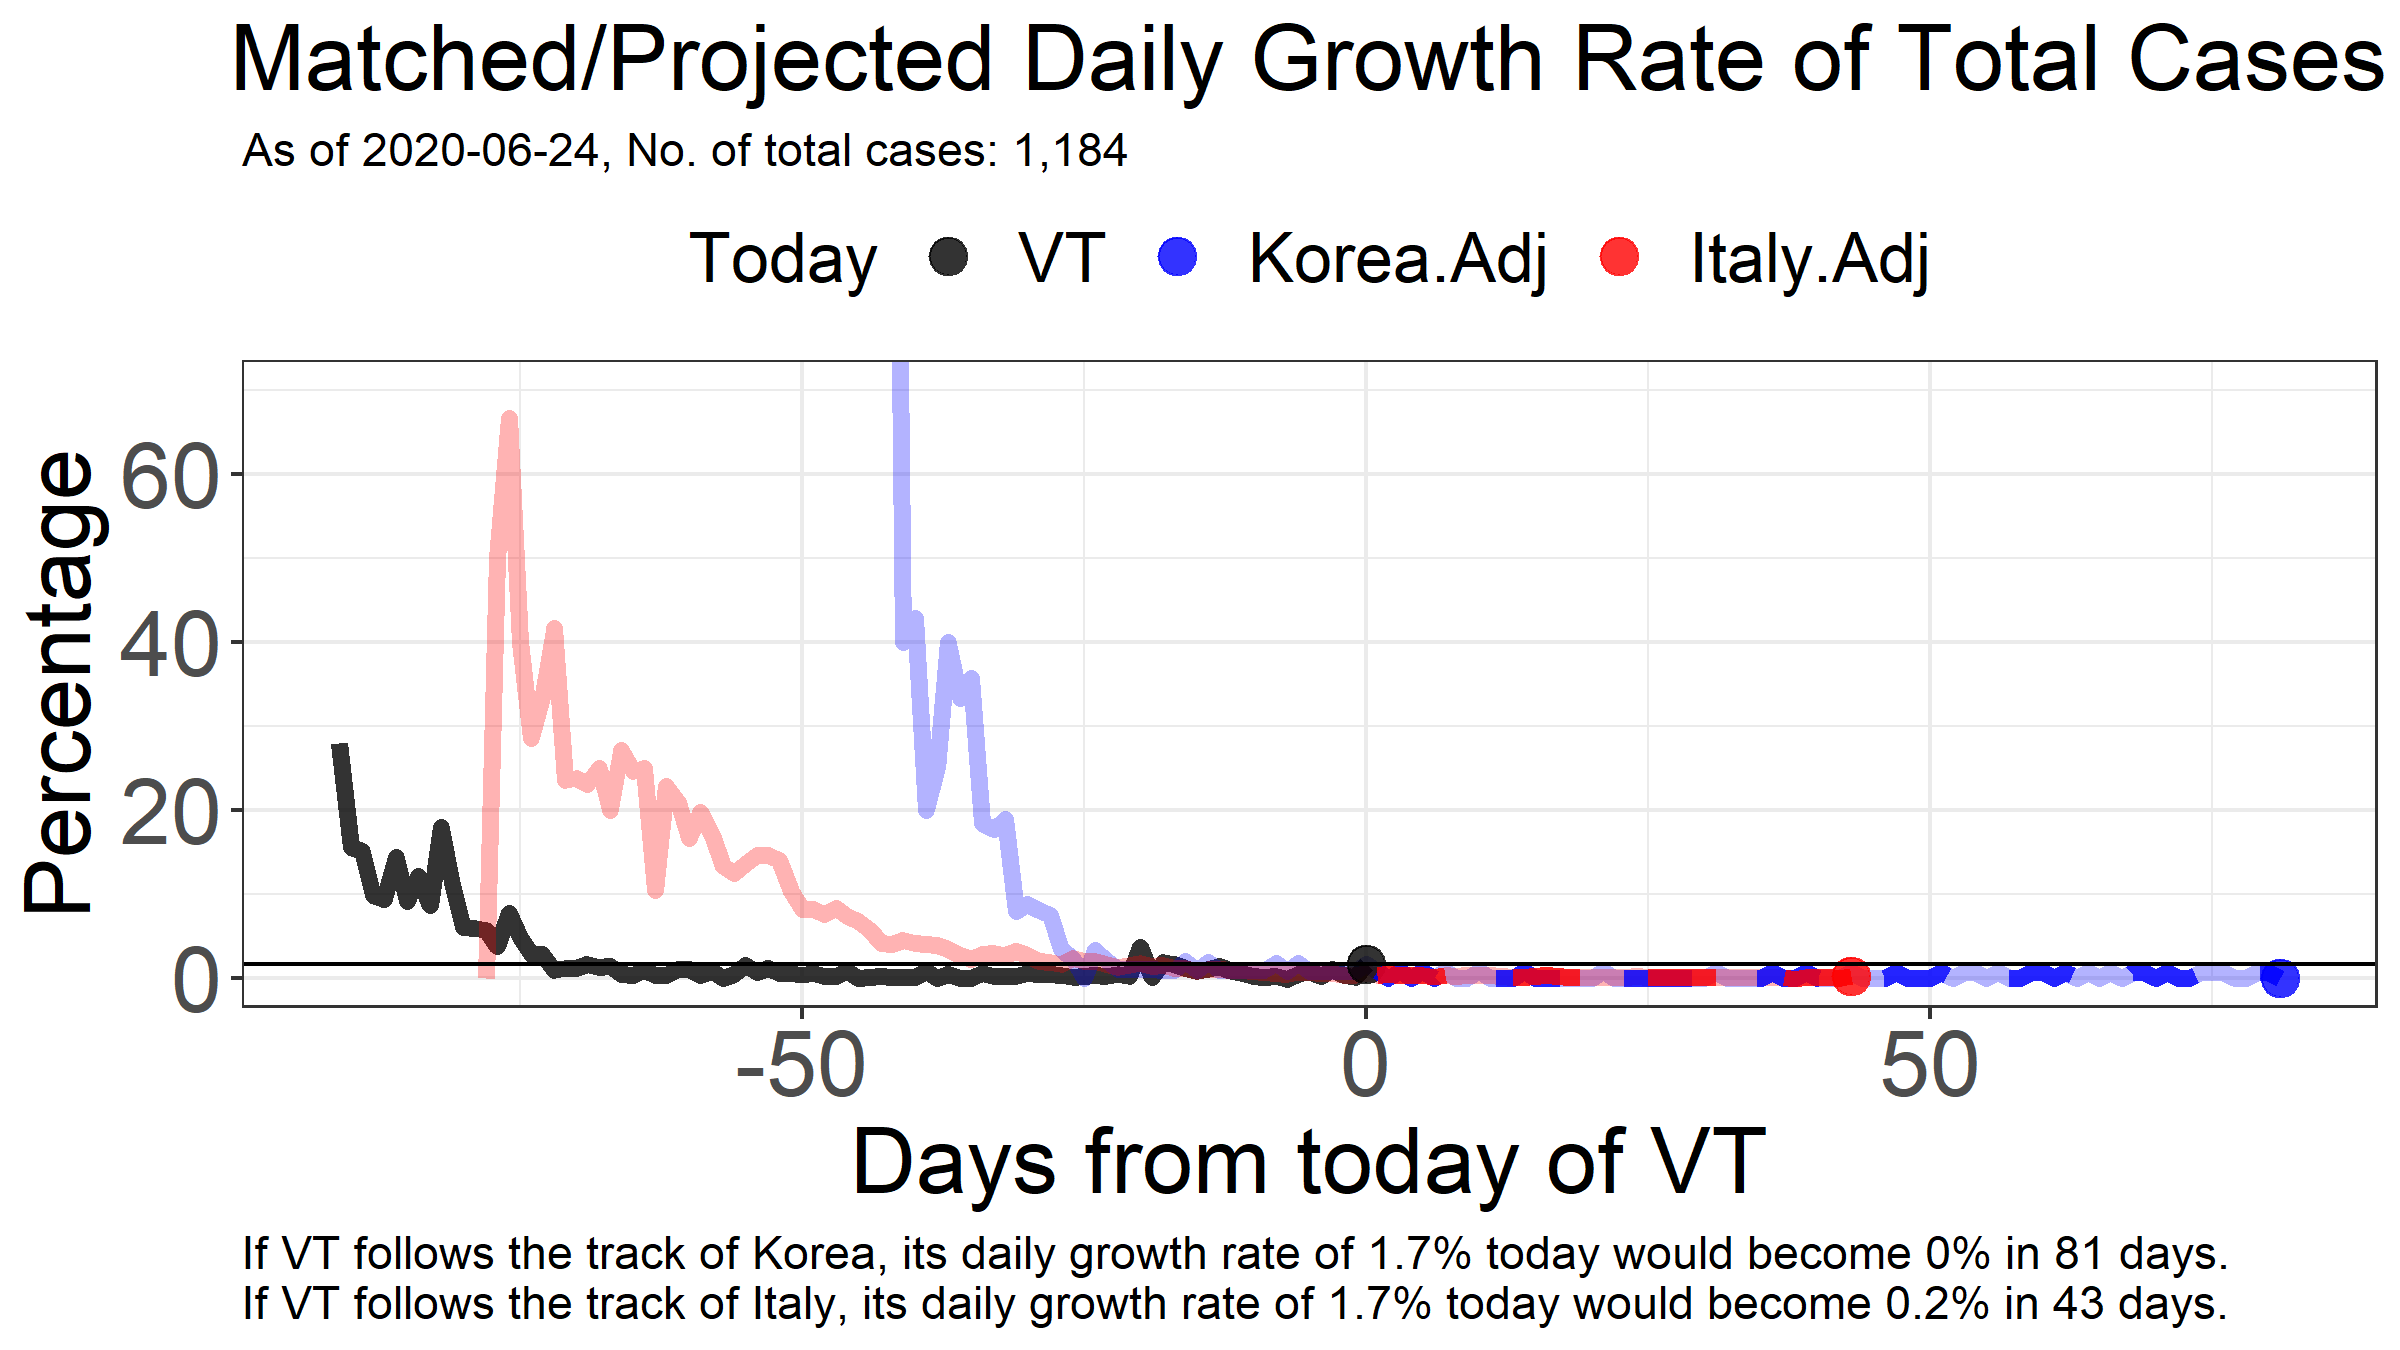 Matched/Projected Daily Growth Rate of Total Cases
As of 2020-06-24, No. of total cases: 1,184
Today VT Korea.Adj Italy.Adj
Percentage
60
40
20
0
-50 0 50
Days from today of VT
If VT follows the track of Korea, its daily growth rate of 1.7% today would become 0% in 81 days.
If VT follows the track of Italy, its daily growth rate of 1.7% today would become 0.2% in 43 days.